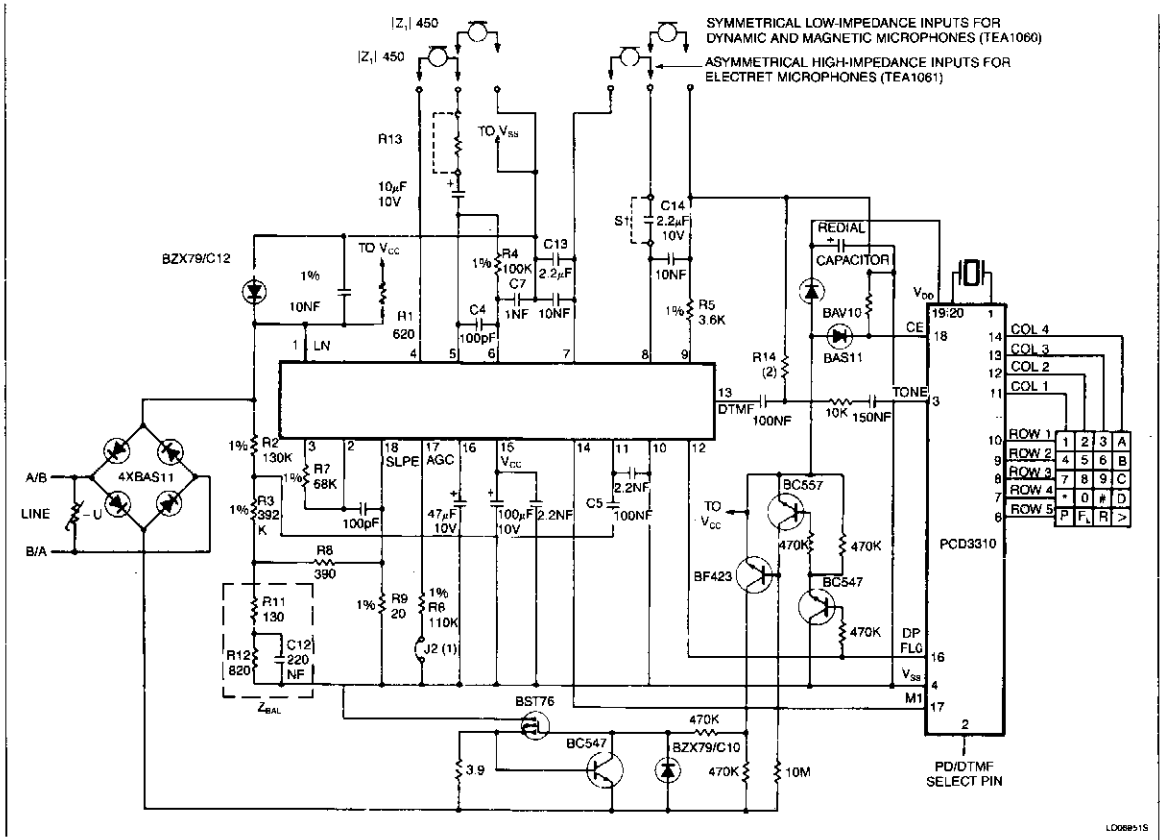 |Z₁| 450
SYMMETRICAL LOW-IMPEDANCE INPUTS FOR
DYNAMIC AND MAGNETIC MICROPHONES (TEA1060)
|Z₁| 450
ASYMMETRICAL HIGH-IMPEDANCE INPUTS FOR
ELECTRET MICROPHONES (TEA1061)
R13
TO VSS
10µF
10V
+
S1
C14
2.2µF
10V
REDIAL
+
CAPACITOR
BZX79/C12
TO VCC
1%
10NF
R4
1%
100K
C13
2.2µF
C7
1NF
10NF
10NF
R5
1%
3.6K
R1
620
C4
100pF
BAV10
BAS11
VDD
19:20
1
CE
18
14
COL 4
13
COL 3
12
COL 2
11
COL 1
R14
(2)
1
LN
4
5
6
7
8
9
13
DTMF
100NF
10K
150NF
TONE
3
3
2
18
17
16
15
14
11
10
12
SLPE
AGC
VCC
R2
1%
130K
R7
1%
68K
100pF
4XBAS11
A/B
LINE
-U
B/A
R3
1%
392
K
47µF
10V
+
100µF
10V
+
2.2NF
C5
100NF
2.2NF
R8
390
R9
1%
20
1%
R6
110K
J2 (1)
R11
130
R12
820
C12
220
NF
ZBAL
TO
VCC
BC557
470K
470K
BF423
BC547
470K
10
ROW 1
9
ROW 2
8
ROW 3
7
ROW 4
6
ROW 5
1 2 3 A
4 5 6 B
7 8 9 C
* 0 # D
P FL R >
PCD3310
DP
FL0
16
VSS
4
M1
17
2
PD/DTMF
SELECT PIN
BST76
BC547
3.9
BZX79/C10
470K
470K
10M
LD06951S